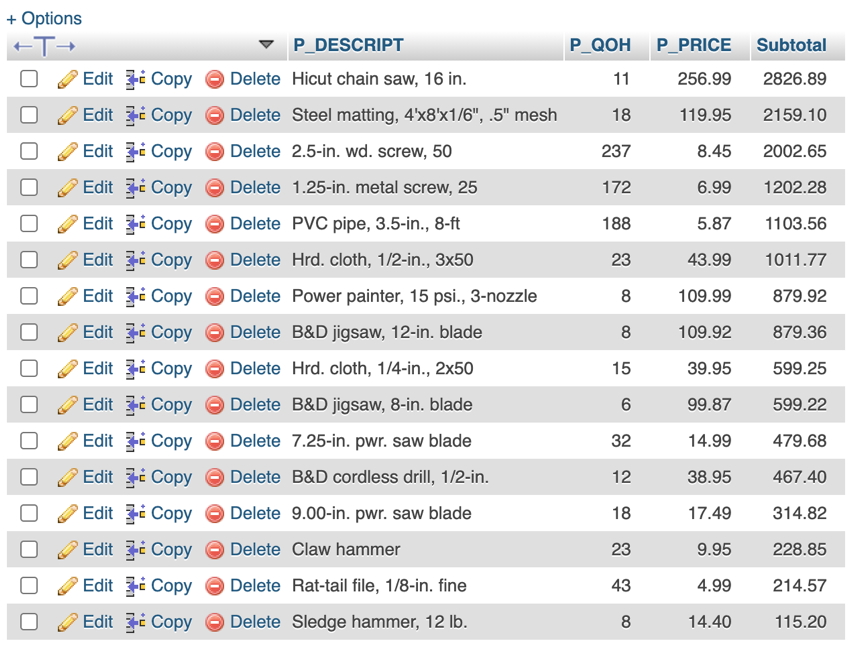 + Options
←T→ P_DESCRIPT P_QOH P_PRICE Subtotal
Edit Copy Delete Hicut chain saw, 16 in. 11 256.99 2826.89
Edit Copy Delete Steel matting, 4'x8'x1/6", .5" mesh 18 119.95 2159.10
Edit Copy Delete 2.5-in. wd. screw, 50 237 8.45 2002.65
Edit Copy Delete 1.25-in. metal screw, 25 172 6.99 1202.28
Edit Copy Delete PVC pipe, 3.5-in., 8-ft 188 5.87 1103.56
Edit Copy Delete Hrd. cloth, 1/2-in., 3x50 23 43.99 1011.77
Edit Copy Delete Power painter, 15 psi., 3-nozzle 8 109.99 879.92
Edit Copy Delete B&D jigsaw, 12-in. blade 8 109.92 879.36
Edit Copy Delete Hrd. cloth, 1/4-in., 2x50 15 39.95 599.25
Edit Copy Delete B&D jigsaw, 8-in. blade 6 99.87 599.22
Edit Copy Delete 7.25-in. pwr. saw blade 32 14.99 479.68
Edit Copy Delete B&D cordless drill, 1/2-in. 12 38.95 467.40
Edit Copy Delete 9.00-in. pwr. saw blade 18 17.49 314.82
Edit Copy Delete Claw hammer 23 9.95 228.85
Edit Copy Delete Rat-tail file, 1/8-in. fine 43 4.99 214.57
Edit Copy Delete Sledge hammer, 12 lb. 8 14.40 115.20